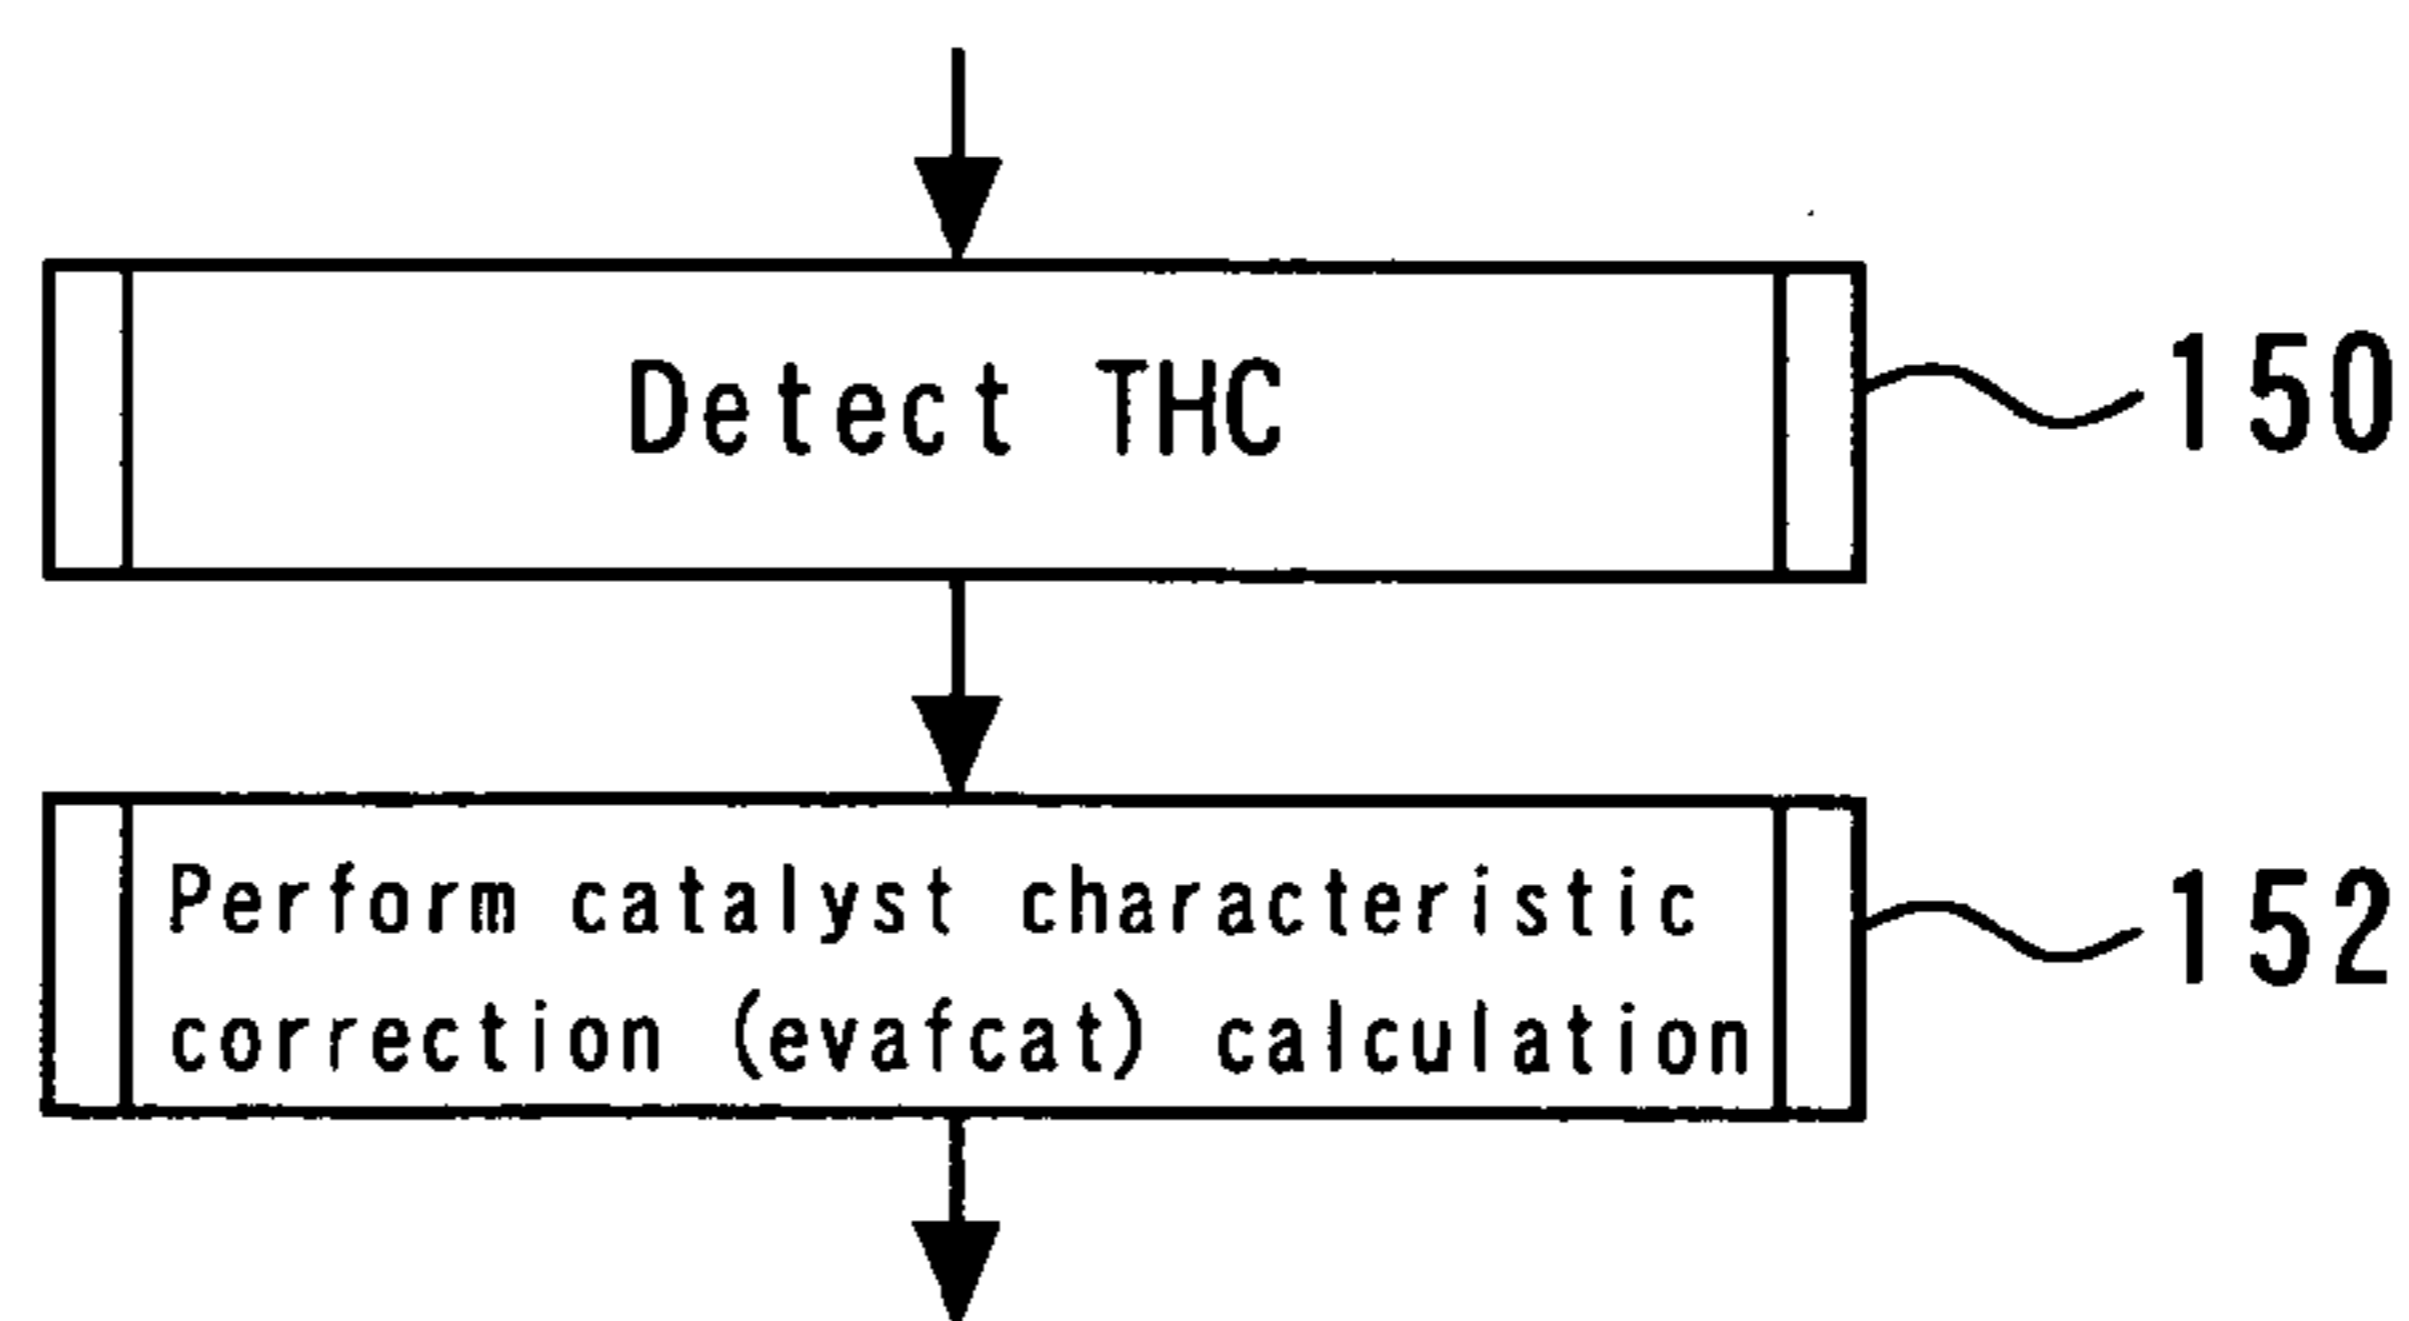 Detect THC
150
Perform catalyst characteristic
correction (evafcat) calculation
152